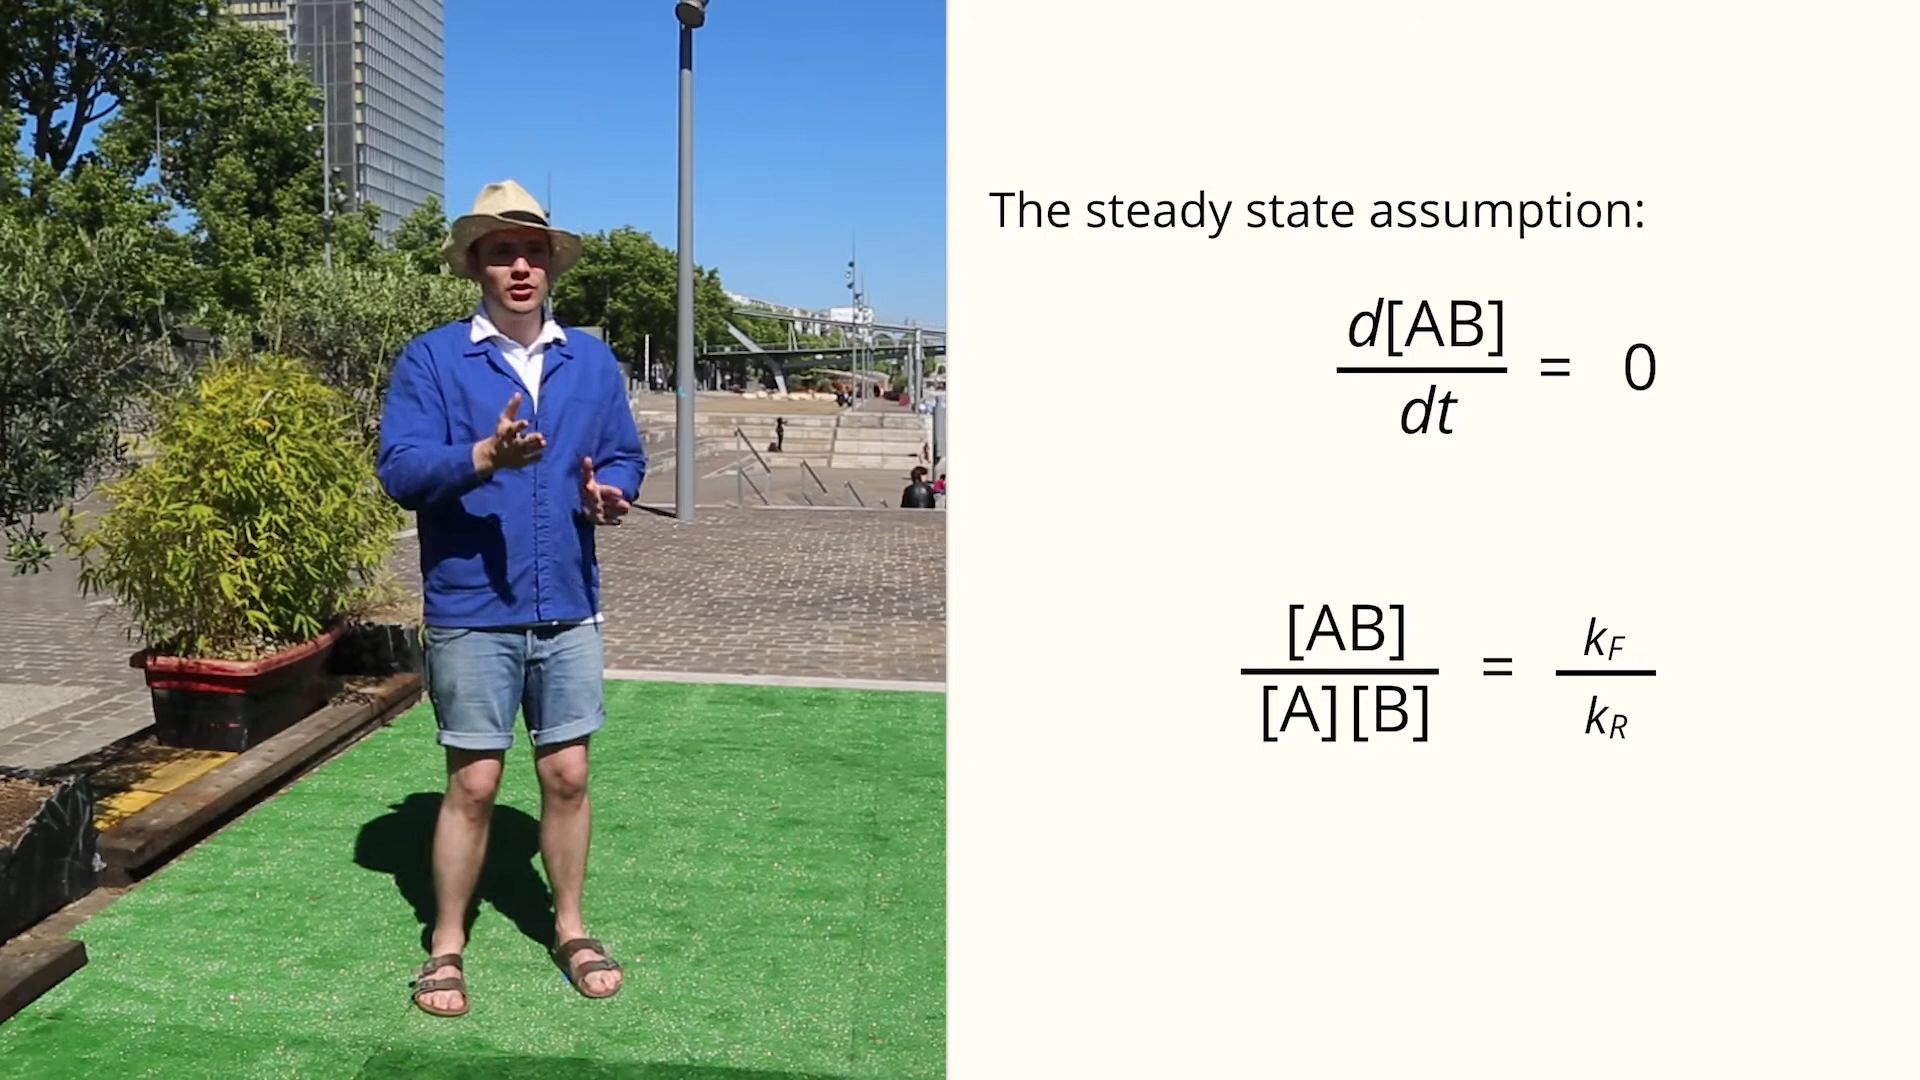 The steady state assumption:
d[AB]
dt
= 0
[AB]
[A][B]
=
k_F
k_R